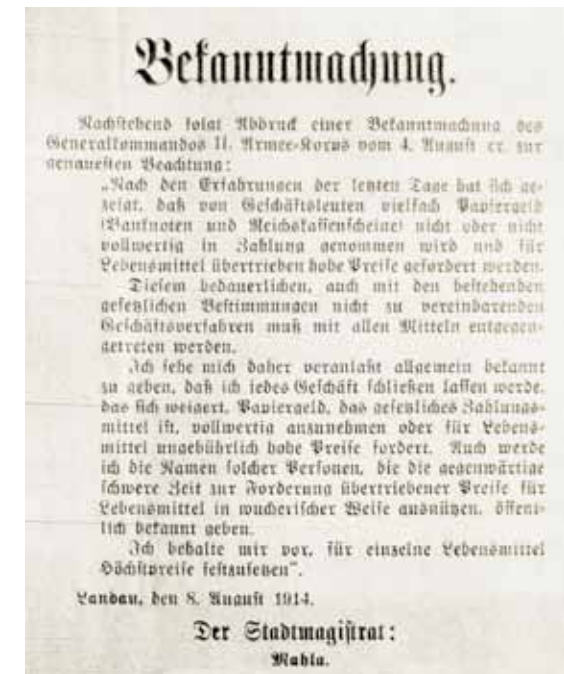 Bekanntmachung.
Nachstehend folgt Abdruck einer Bekanntmachung des
Generalkommandos II. Armee-Korps vom 4. August cr. zur
genauesten Beachtung:
„Nach den Erfahrungen der letzten Tage hat sich ge-
zeigt, daß von Geschäftsleuten vielfach Papiergeld
(Banknoten und Reichskassenscheine) nicht oder nicht
vollwertig in Zahlung genommen wird und für
Lebensmittel übertrieben hohe Preise gefordert werden.
Diesem bedauerlichen, auch mit den bestehenden
gesetzlichen Bestimmungen nicht zu vereinbarenden
Geschäftsverfahren muß mit allen Mitteln entgegen-
getreten werden.
Ich sehe mich daher veranlaßt allgemein bekannt
zu geben, daß ich jedes Geschäft schließen lassen werde,
das sich weigert, Papiergeld, das gesetzliches Zahlungs-
mittel ist, vollwertig anzunehmen oder für Lebens-
mittel ungebührlich hohe Preise fordert. Auch werde
ich die Namen solcher Personen, die die gegenwärtige
schwere Zeit zur Forderung übertriebener Preise für
Lebensmittel in wucherischer Weise ausnützen, öffent-
lich bekannt geben.
Ich behalte mir vor, für einzelne Lebensmittel
Höchstpreise festzusetzen".
Landau, den 8. August 1914.
Der Stadtmagistrat:
Mahla.